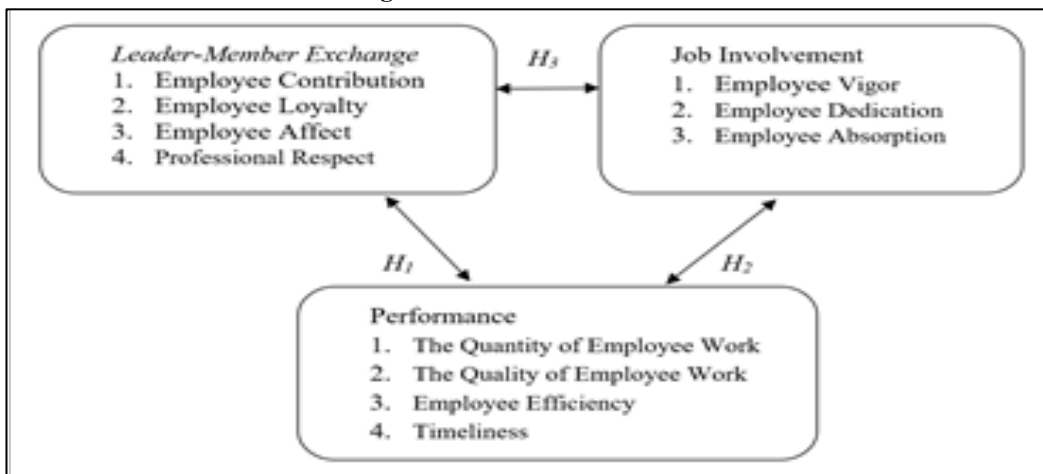 Leader-Member Exchange
1. Employee Contribution
2. Employee Loyalty
3. Employee Affect
4. Professional Respect
H3
Job Involvement
1. Employee Vigor
2. Employee Dedication
3. Employee Absorption
H1
H2
Performance
1. The Quantity of Employee Work
2. The Quality of Employee Work
3. Employee Efficiency
4. Timeliness